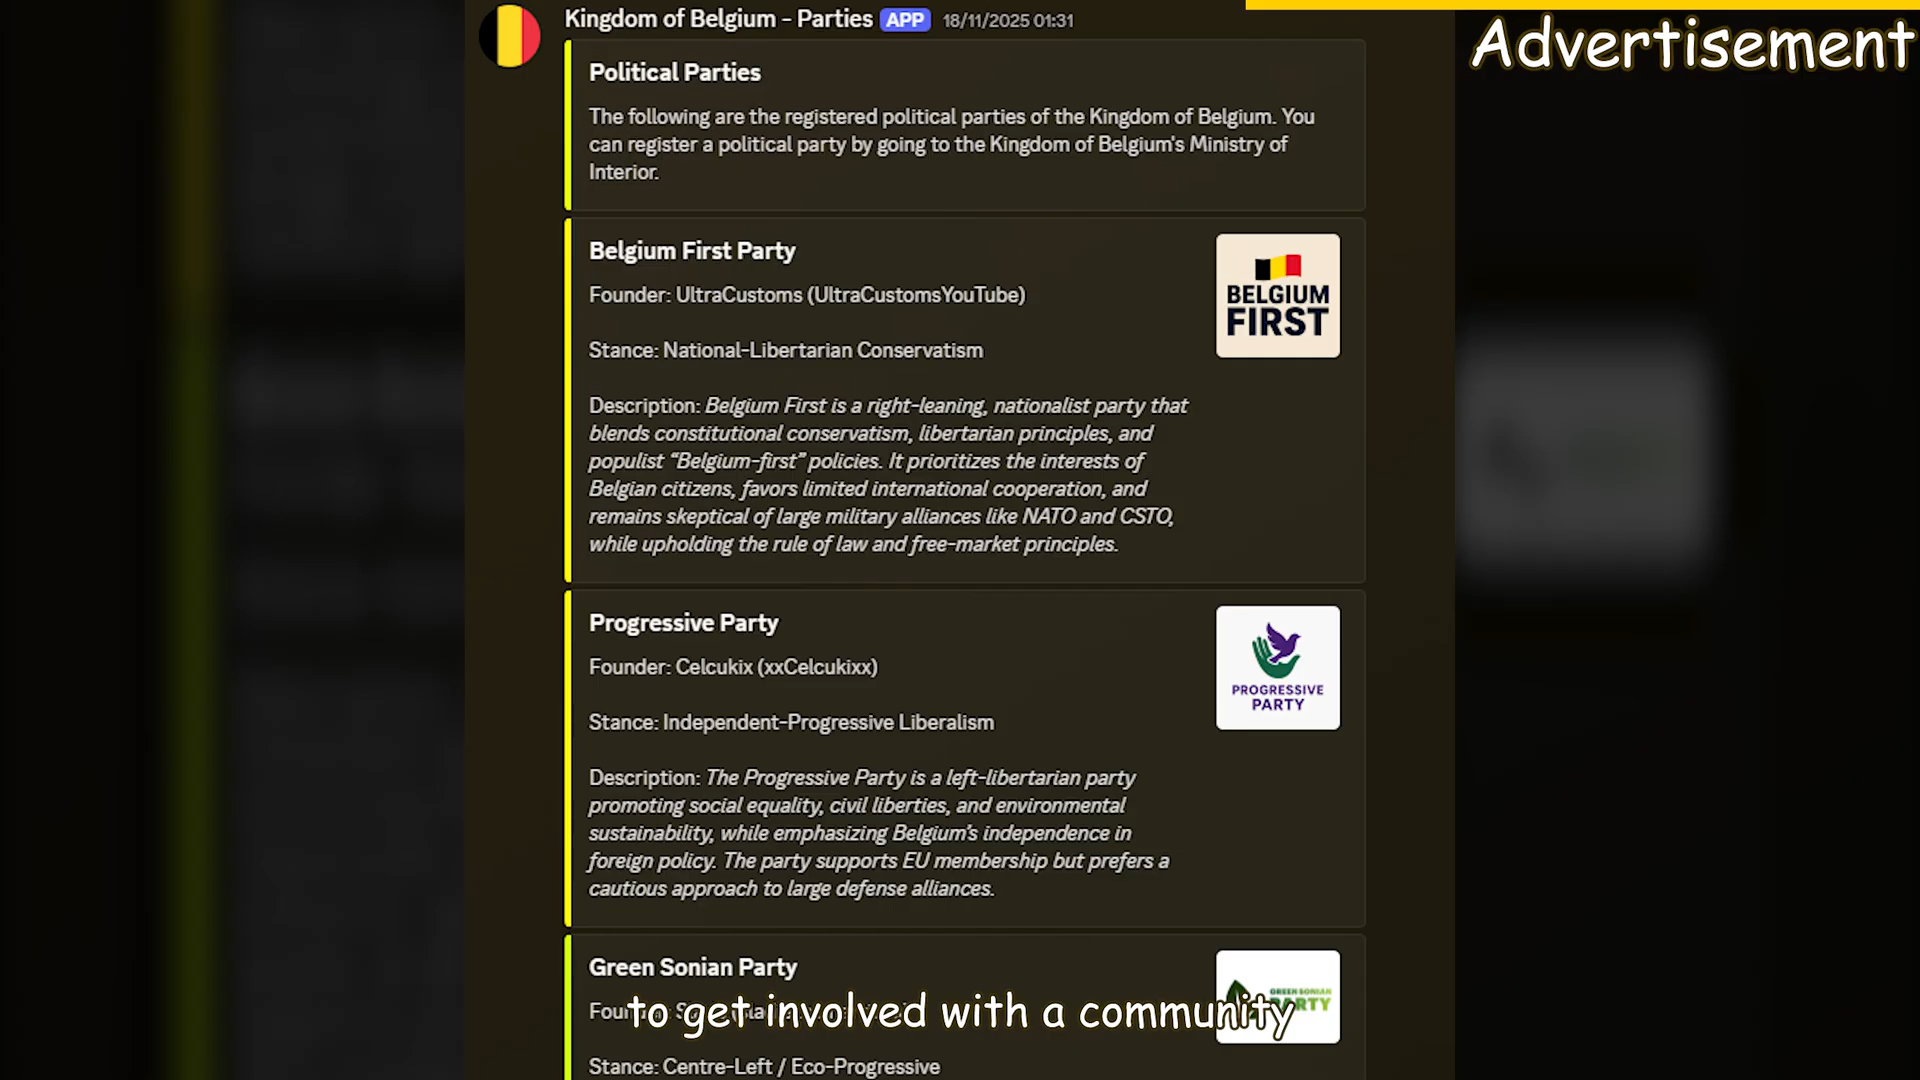 Kingdom of Belgium - Parties APP 18/11/2025 01:31
Advertisement
Political Parties
The following are the registered political parties of the Kingdom of Belgium. You
can register a political party by going to the Kingdom of Belgium's Ministry of
Interior.
Belgium First Party
Founder: UltraCustoms (UltraCustomsYouTube)
Stance: National-Libertarian Conservatism
Description: Belgium First is a right-leaning, nationalist party that
blends constitutional conservatism, libertarian principles, and
populist “Belgium-first” policies. It prioritizes the interests of
Belgian citizens, favors limited international cooperation, and
remains skeptical of large military alliances like NATO and CSTO,
while upholding the rule of law and free-market principles.
BELGIUM
FIRST
Progressive Party
Founder: Celcukix (xxCelcukixx)
Stance: Independent-Progressive Liberalism
Description: The Progressive Party is a left-libertarian party
promoting social equality, civil liberties, and environmental
sustainability, while emphasizing Belgium’s independence in
foreign policy. The party supports EU membership but prefers a
cautious approach to large defense alliances.
PROGRESSIVE
PARTY
Green Sonian Party
GREEN SONIAN
PARTY
to get involved with a community
Stance: Centre-Left / Eco-Progressive